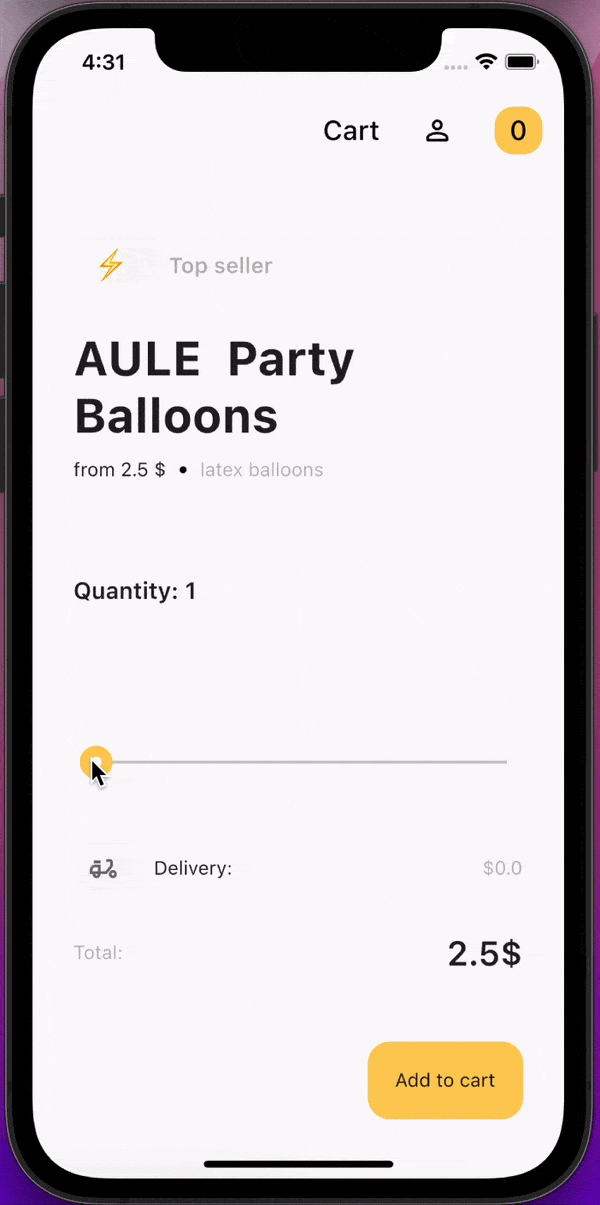 4:31
Cart 0
Top seller
AULE Party
Balloons
from 2.5 $ • latex balloons
Quantity: 1
Delivery: $0.0
Total: 2.5$
Add to cart